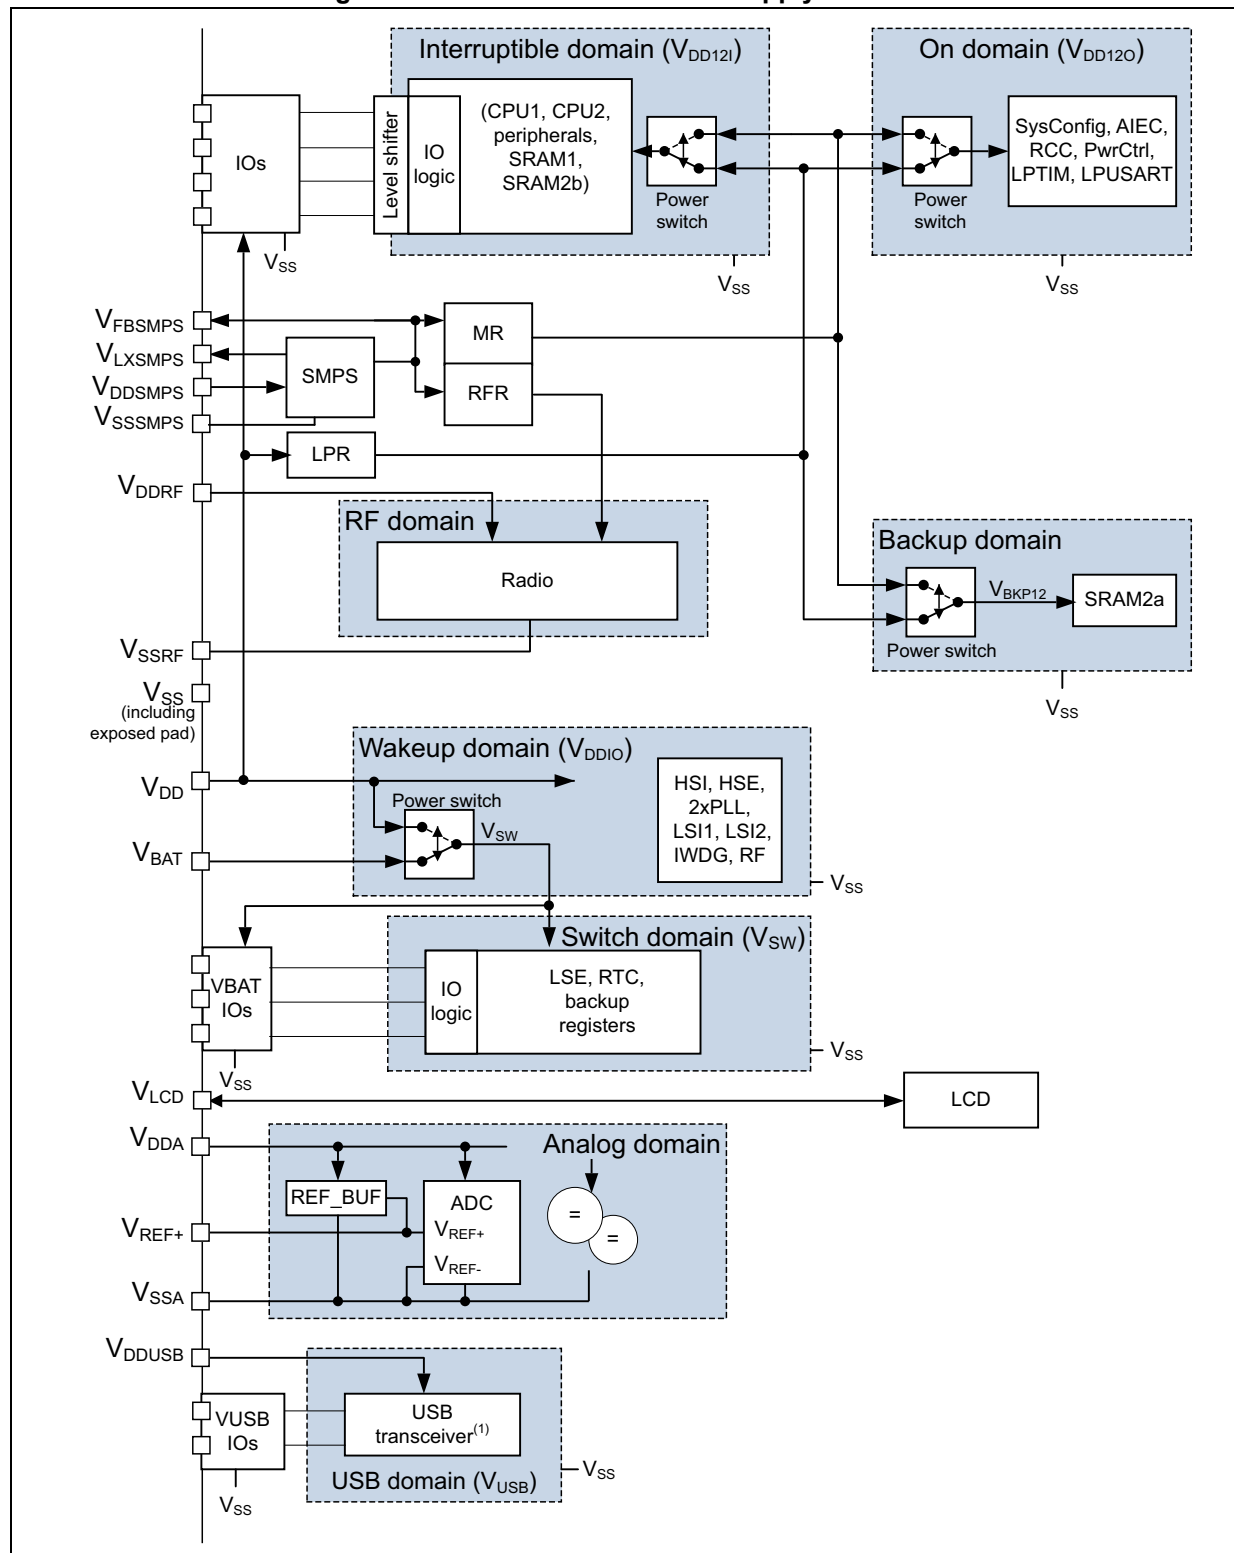 Interruptible domain (VDD12I)
On domain (VDD12O)
IOs
Level shifter
IO
logic
(CPU1, CPU2,
peripherals,
SRAM1,
SRAM2b)
Power
switch
Power
switch
SysConfig, AIEC,
RCC, PwrCtrl,
LPTIM, LPUSART
VSS
VSS
VSS
VFBSMPS
VLXSMPS
VDDSMPS
VSSSMPS
SMPS
MR
RFR
LPR
VDDRF
RF domain
Radio
Backup domain
VBKP12
SRAM2a
Power switch
VSS
VSSRF
VSS
(including
exposed pad)
Wakeup domain (VDDIO)
VDD
Power switch
VSW
HSI, HSE,
2xPLL,
LSI1, LSI2,
IWDG, RF
VBAT
VSS
Switch domain (VSW)
VBAT
IOs
IO
logic
LSE, RTC,
backup
registers
VSS
VSS
VLCD
LCD
VDDA
Analog domain
REF_BUF
ADC
VREF+
VREF-
=
=
VREF+
VSSA
VDDUSB
VUSB
IOs
USB
transceiver(1)
USB domain (VUSB)
VSS
VSS